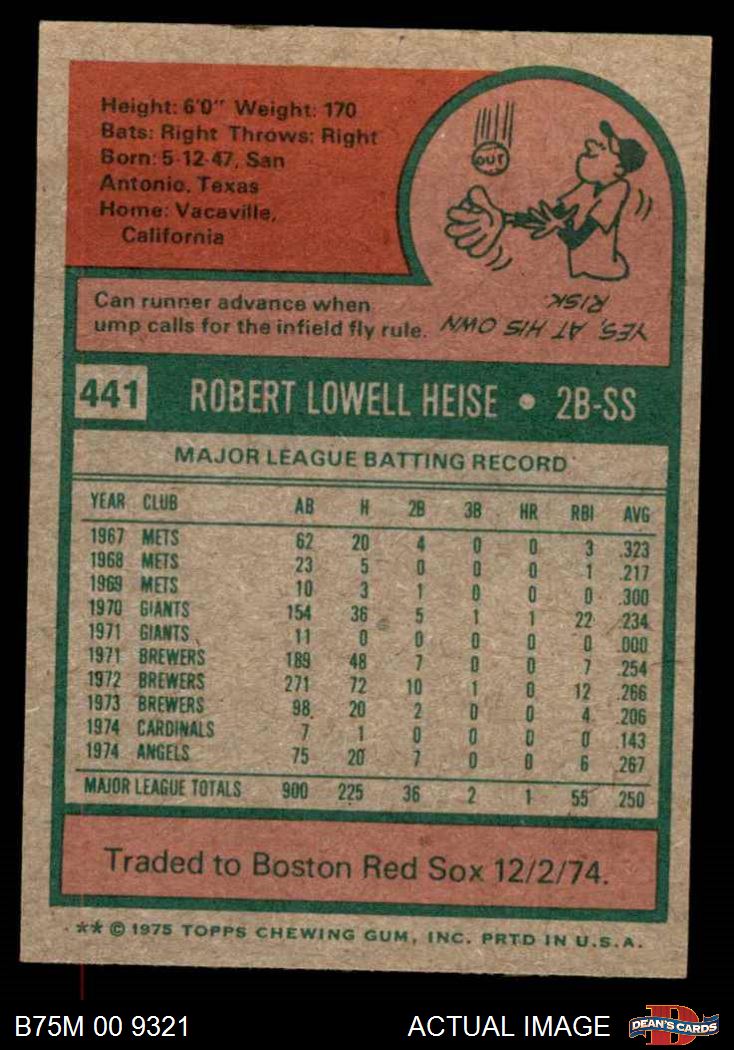 Height: 6'0" Weight: 170
Bats: Right Throws: Right
Born: 5-12-47, San
Antonio, Texas
Home: Vacaville,
California
OUT
Can runner advance when
ump calls for the infield fly rule.
YES, AT HIS OWN
RISK
441 ROBERT LOWELL HEISE • 2B-SS
MAJOR LEAGUE BATTING RECORD
YEAR CLUB AB H 2B 3B HR RBI AVG
1967 METS 62 20 4 0 0 3 .323
1968 METS 23 5 0 0 0 1 .217
1969 METS 10 3 1 0 0 0 .300
1970 GIANTS 154 36 5 1 1 22 .234
1971 GIANTS 11 0 0 0 0 0 .000
1971 BREWERS 189 48 7 0 0 7 .254
1972 BREWERS 271 72 10 1 0 12 .266
1973 BREWERS 98 20 2 0 0 4 .206
1974 CARDINALS 7 1 0 0 0 0 .143
1974 ANGELS 75 20 7 0 0 6 .267
MAJOR LEAGUE TOTALS 900 225 36 2 1 55 .250
Traded to Boston Red Sox 12/2/74.
** © 1975 TOPPS CHEWING GUM, INC. PRTD IN U.S.A.
B75M 00 9321 ACTUAL IMAGE DEAN'S CARDS